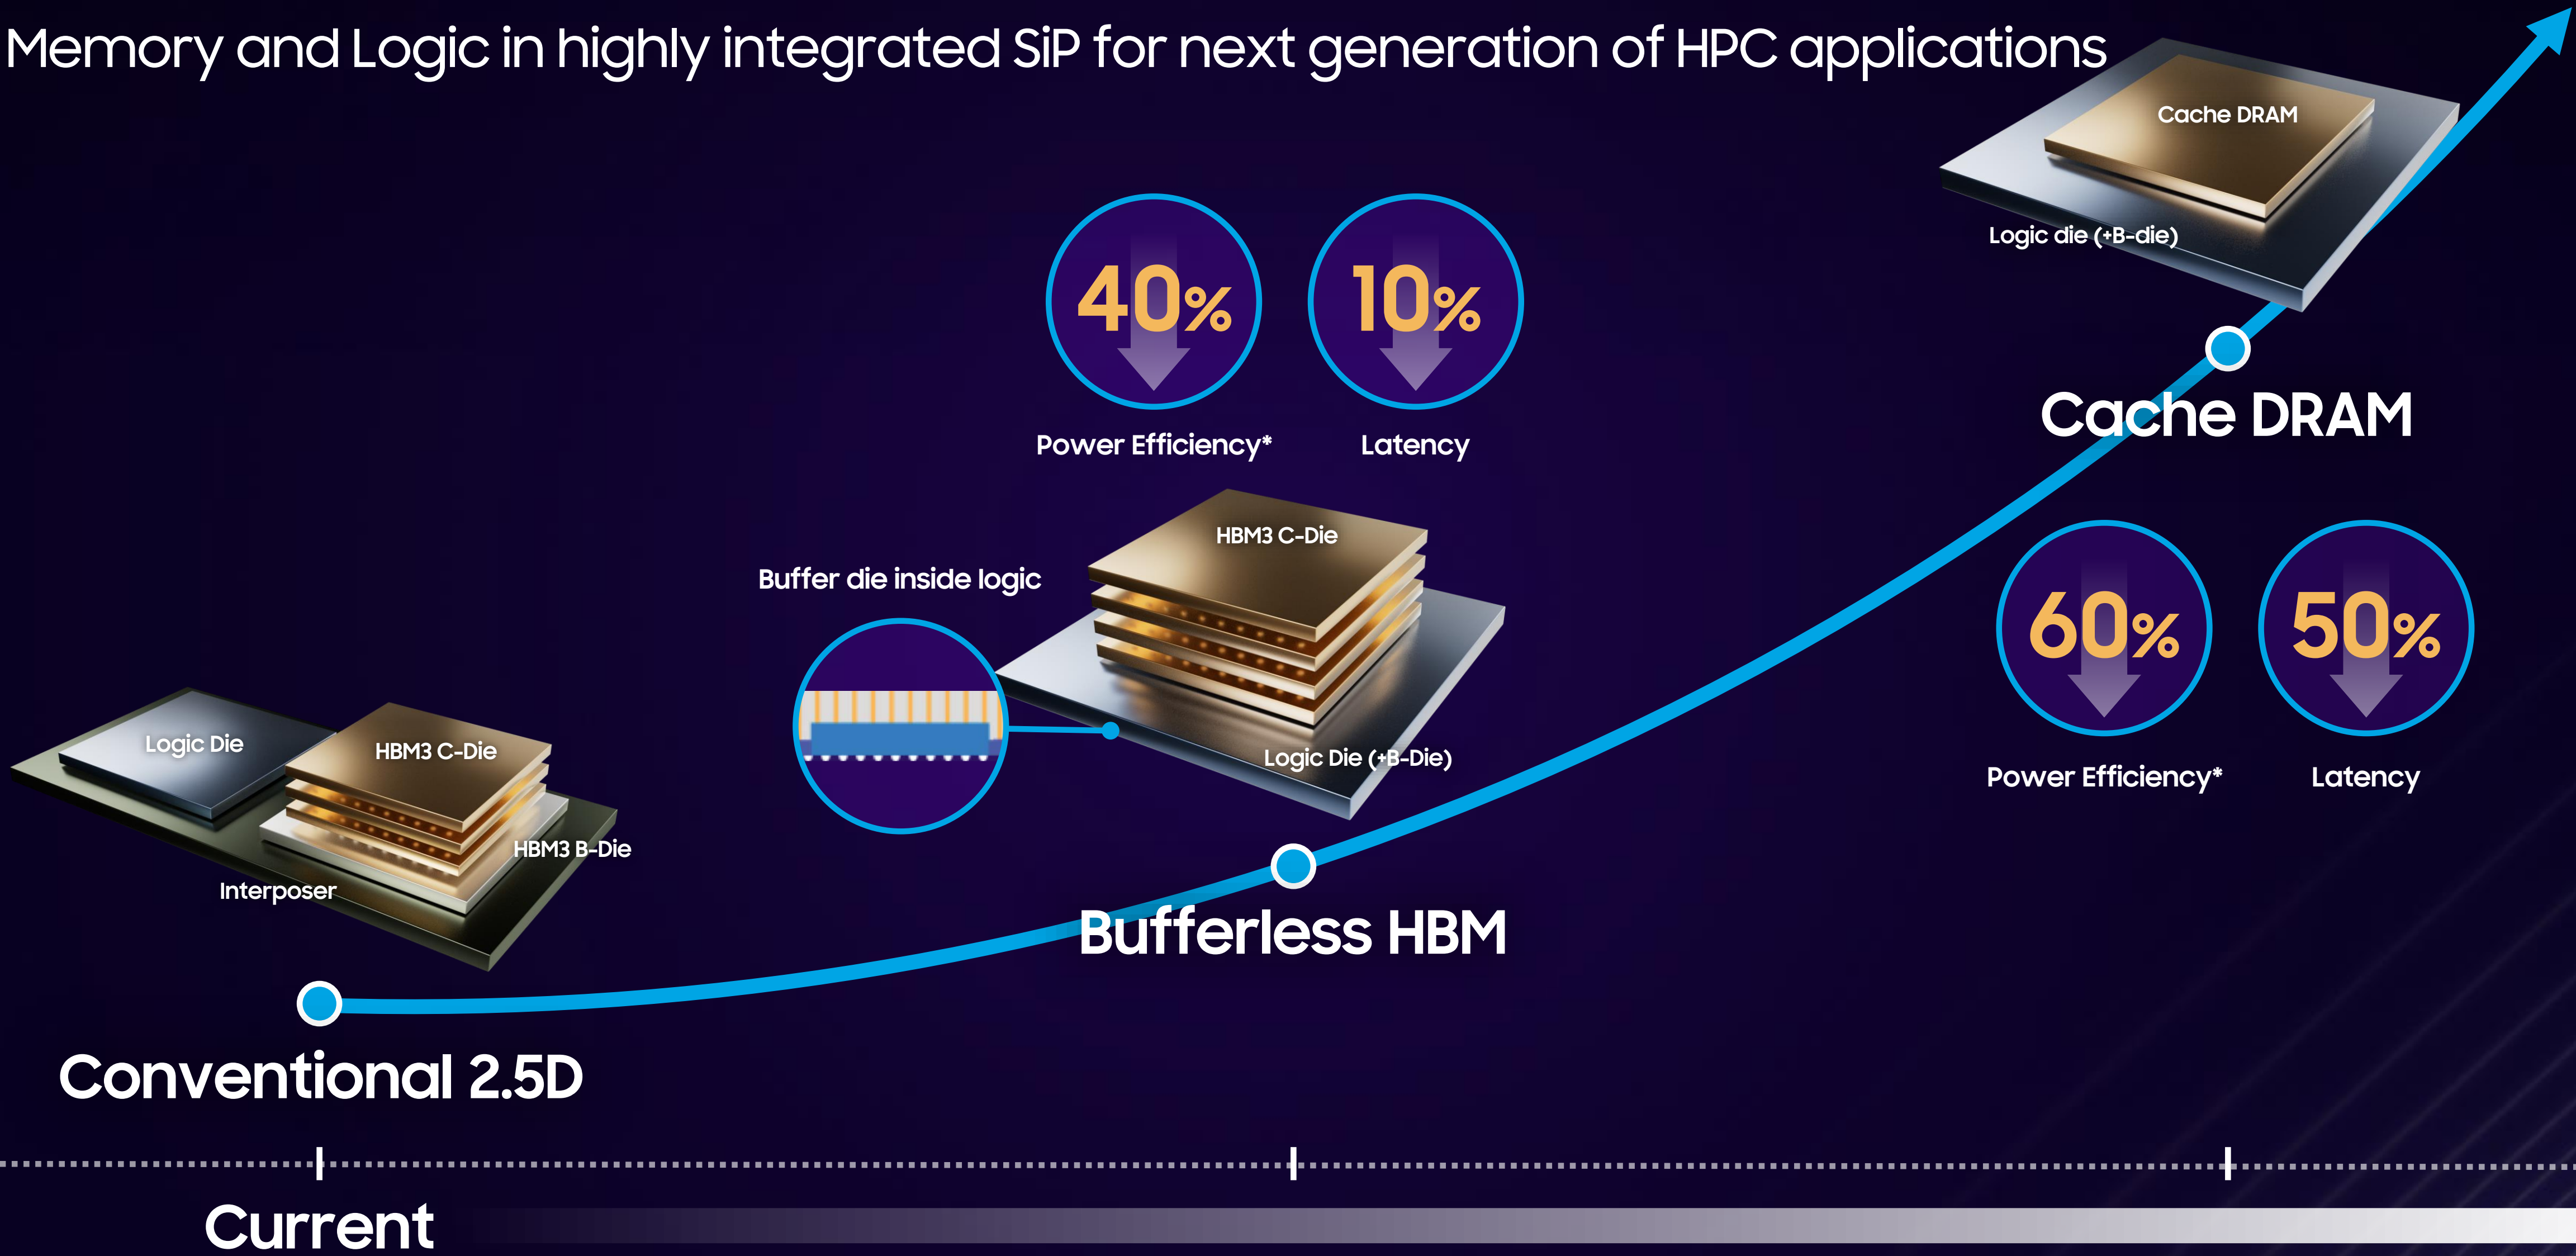 Memory and Logic in highly integrated SiP for next generation of HPC applications
Cache DRAM
Logic die (+B-die)
Cache DRAM
60%
50%
Power Efficiency*
Latency
40%
10%
Power Efficiency*
Latency
HBM3 C-Die
Buffer die inside logic
Logic Die (+B-Die)
Bufferless HBM
Logic Die
HBM3 C-Die
HBM3 B-Die
Interposer
Conventional 2.5D
Current